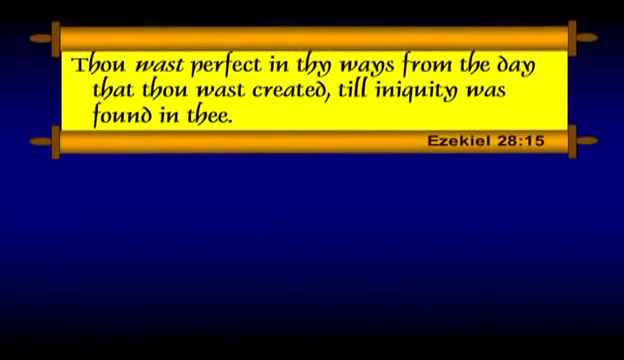 Thou wast perfect in thy ways from the day
that thou wast created, till iniquity was
found in thee.
Ezekiel 28:15